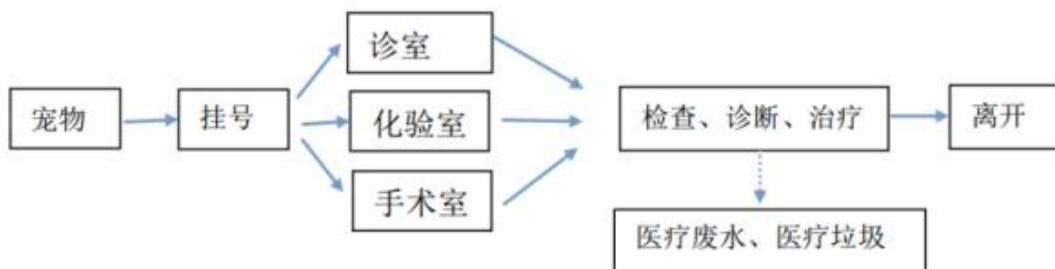 宠物
挂号
诊室
化验室
手术室
检查、诊断、治疗
离开
医疗废水、医疗垃圾